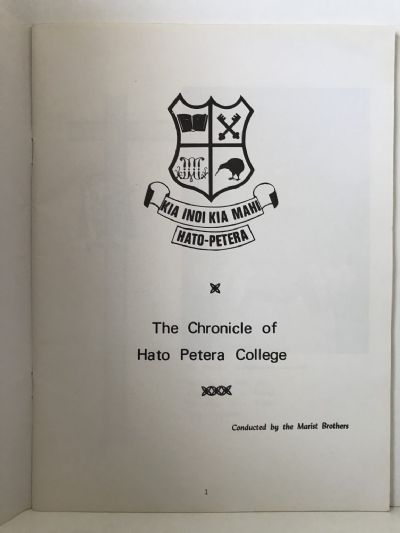 KIA INOI KIA MAHI
HATO-PETERA
The Chronicle of
Hato Petera College
Conducted by the Marist Brothers
1